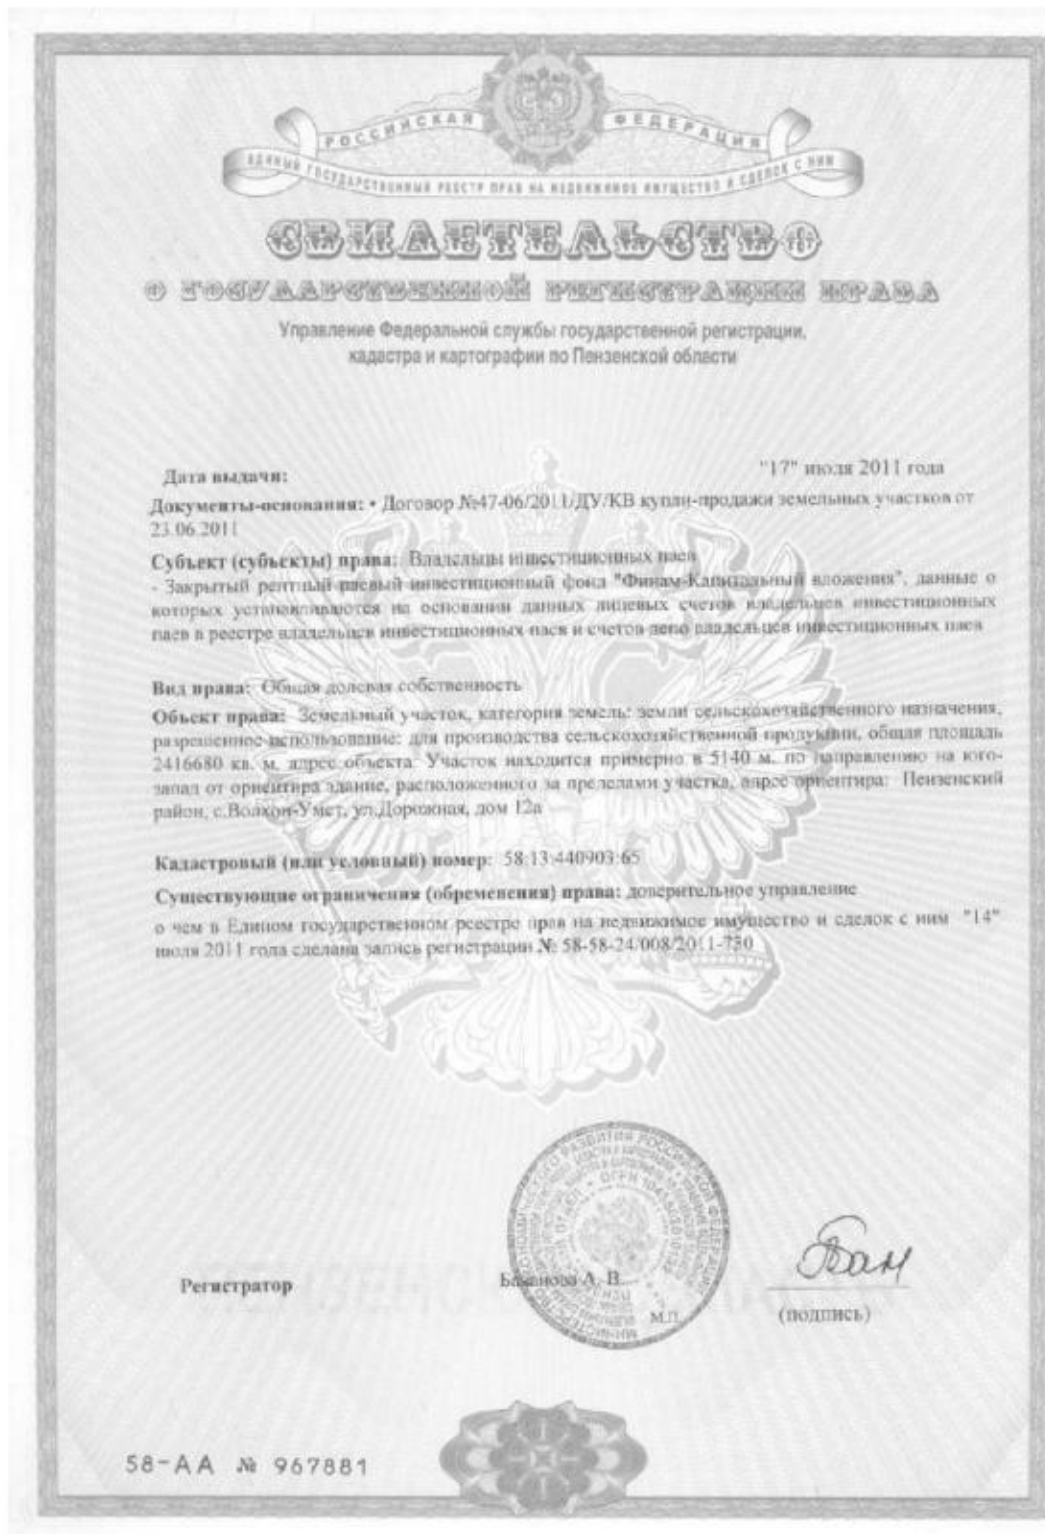 РОССИЙСКАЯ ФЕДЕРАЦИЯ
ЕДИНЫЙ ГОСУДАРСТВЕННЫЙ РЕЕСТР ПРАВ НА НЕДВИЖИМОЕ ИМУЩЕСТВО И СДЕЛОК С НИМ
СВИДЕТЕЛЬСТВО
О ГОСУДАРСТВЕННОЙ РЕГИСТРАЦИИ ПРАВА
Управление Федеральной службы государственной регистрации,
кадастра и картографии по Пензенской области
Дата выдачи: "17" июля 2011 года
Документы-основания: • Договор №47-06/2011/ДУ/КВ купли-продажи земельных участков от
23.06.2011
Субъект (субъекты) права: Владельцы инвестиционных паев
- Закрытый рентный паевый инвестиционный фонд "Финам-Капитальный вложения", данные о
которых устанавливаются на основании данных лицевых счетов владельцев инвестиционных
паев в реестре владельцев инвестиционных паев и счетов депо владельцев инвестиционных паев
Вид права: Общая долевая собственность
Объект права: Земельный участок, категория земель: земли сельскохозяйственного назначения,
разрешенное использование: для производства сельскохозяйственной продукции, общая площадь
2416680 кв. м, адрес объекта: Участок находится примерно в 5140 м. по направлению на юго-
запад от ориентира здание, расположенного за пределами участка, адрес ориентира: Пензенский
район, с.Волхон-Умет, ул.Дорожная, дом 12а
Кадастровый (или условный) номер: 58:13:440903:65
Существующие ограничения (обременения) права: доверительное управление
о чем в Едином государственном реестре прав на недвижимое имущество и сделок с ним "14"
июля 2011 года сделана запись регистрации № 58-58-24/008/2011-730
Регистратор Баканова А. В.
М.П.
(подпись)
58-АА № 967881